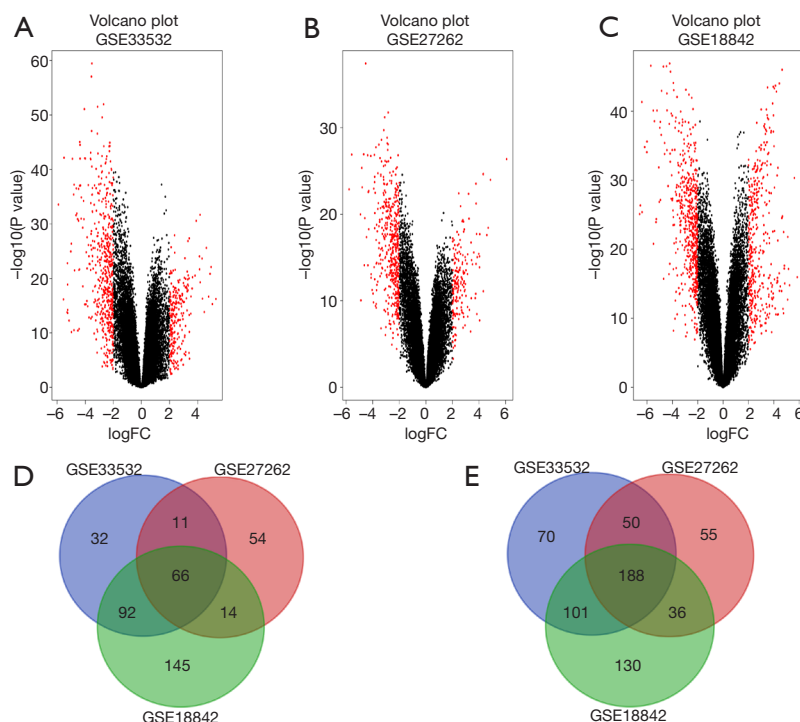 A
Volcano plot
GSE33532
−log10(P value)
60
50
40
30
20
10
0
−6 −4 −2 0 2 4 6
logFC
B
Volcano plot
GSE27262
−log10(P value)
30
20
10
0
−6 −4 −2 0 2 4 6
logFC
C
Volcano plot
GSE18842
−log10(P value)
40
30
20
10
0
−6 −4 −2 0 2 4 6
logFC
D
GSE33532
GSE27262
32
11
54
66
92
14
145
GSE18842
E
GSE33532
GSE27262
70
50
55
188
101
36
130
GSE18842